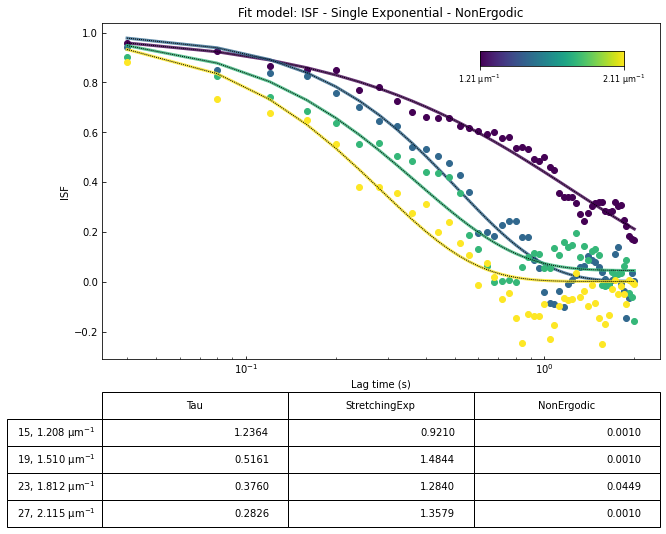 Fit model: ISF - Single Exponential - NonErgodic
1.0
0.8
0.6
0.4
0.2
0.0
−0.2
ISF
1.21 μm⁻¹ 2.11 μm⁻¹
10⁻¹ 10⁰
Lag time (s)
Tau StretchingExp NonErgodic
15, 1.208 μm⁻¹ 1.2364 0.9210 0.0010
19, 1.510 μm⁻¹ 0.5161 1.4844 0.0010
23, 1.812 μm⁻¹ 0.3760 1.2840 0.0449
27, 2.115 μm⁻¹ 0.2826 1.3579 0.0010